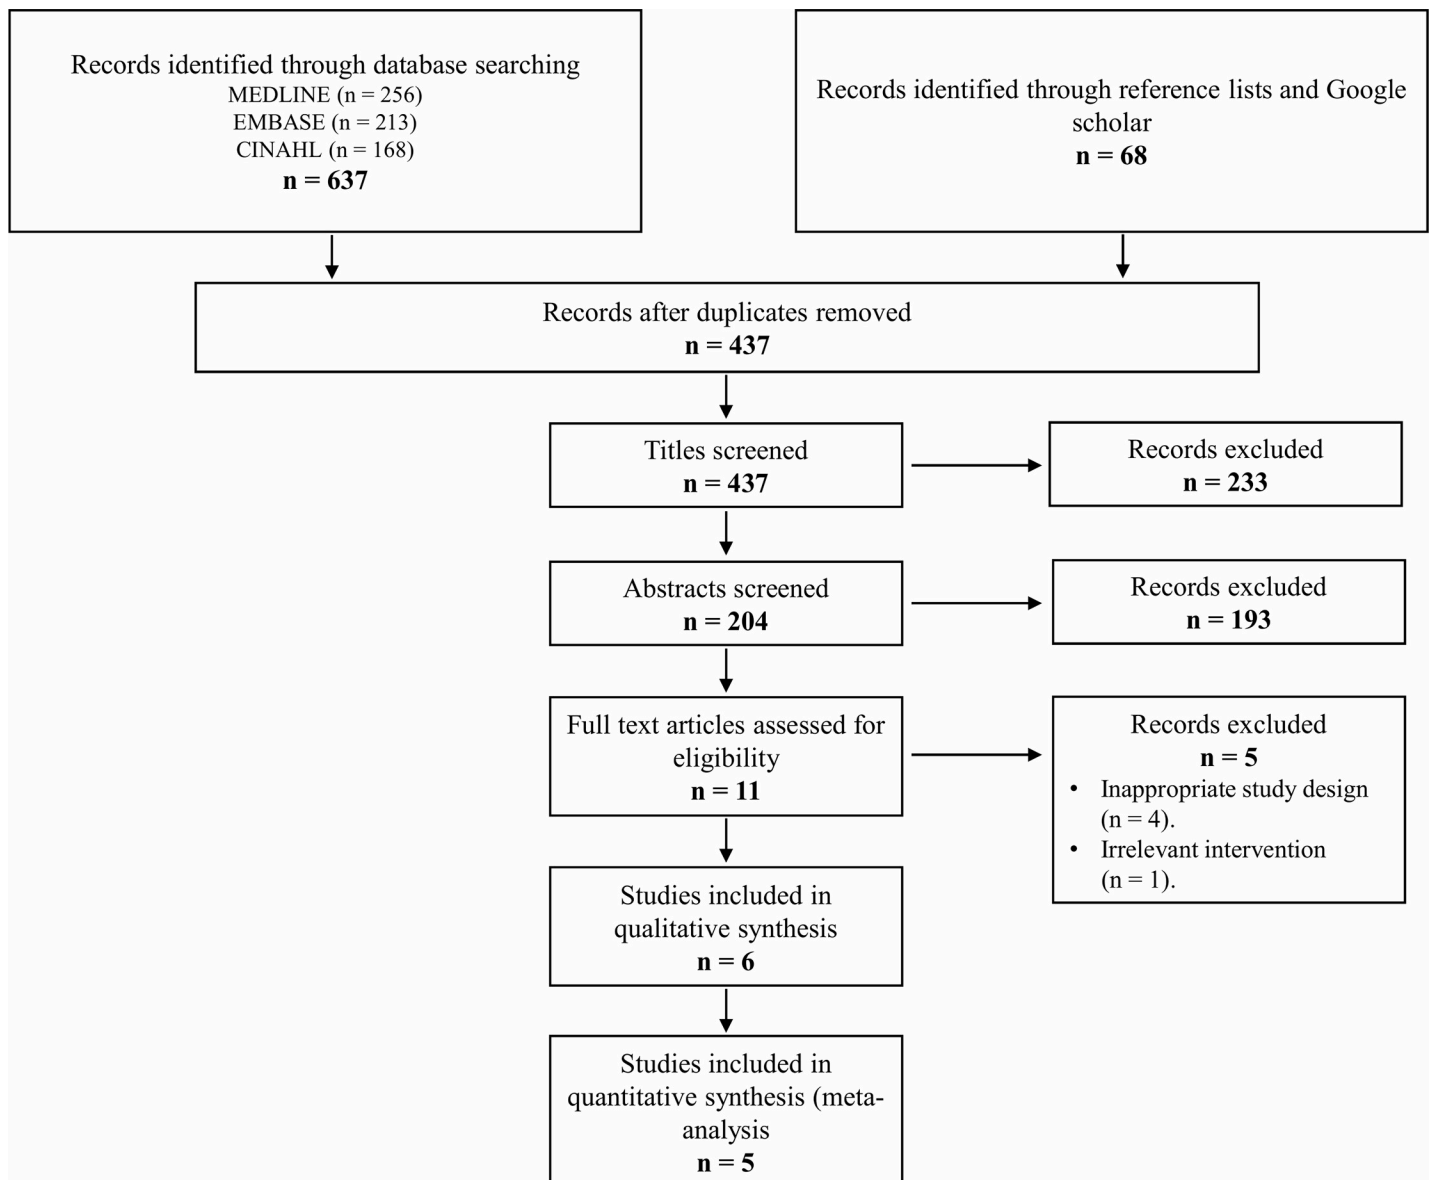 Records identified through database searching
MEDLINE (n = 256)
EMBASE (n = 213)
CINAHL (n = 168)
n = 637
Records identified through reference lists and Google
scholar
n = 68
Records after duplicates removed
n = 437
Titles screened
n = 437
Records excluded
n = 233
Abstracts screened
n = 204
Records excluded
n = 193
Full text articles assessed for
eligibility
n = 11
Records excluded
n = 5
• Inappropriate study design
(n = 4).
• Irrelevant intervention
(n = 1).
Studies included in
qualitative synthesis
n = 6
Studies included in
quantitative synthesis (meta-
analysis
n = 5